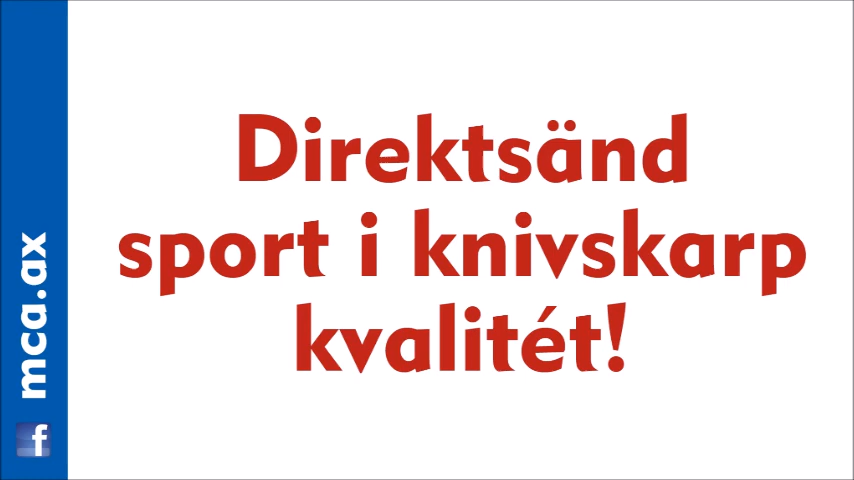 Direktsänd
sport i knivskarp
kvalitét!
mca.ax
f